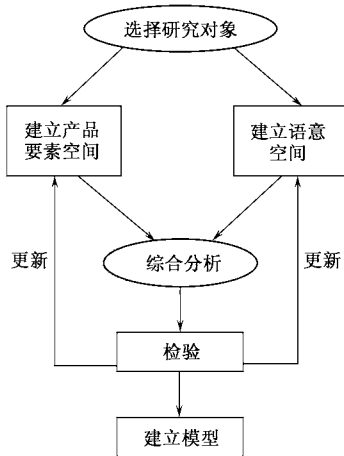 选择研究对象
建立产品
要素空间
建立语意
空间
更新
综合分析
更新
检验
建立模型